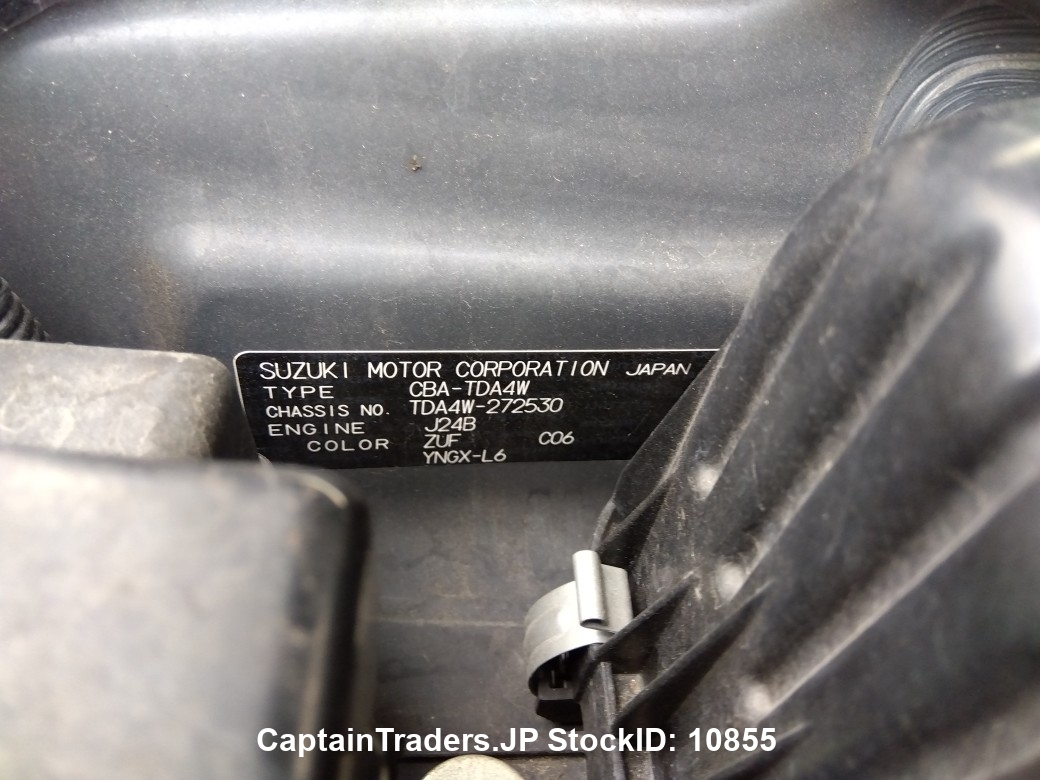 SUZUKI MOTOR CORPORATION JAPAN
TYPE CBA-TDA4W
CHASSIS NO. TDA4W-272530
ENGINE J24B
COLOR ZUF C06
YNGX-L6
CaptainTraders.JP StockID: 10855